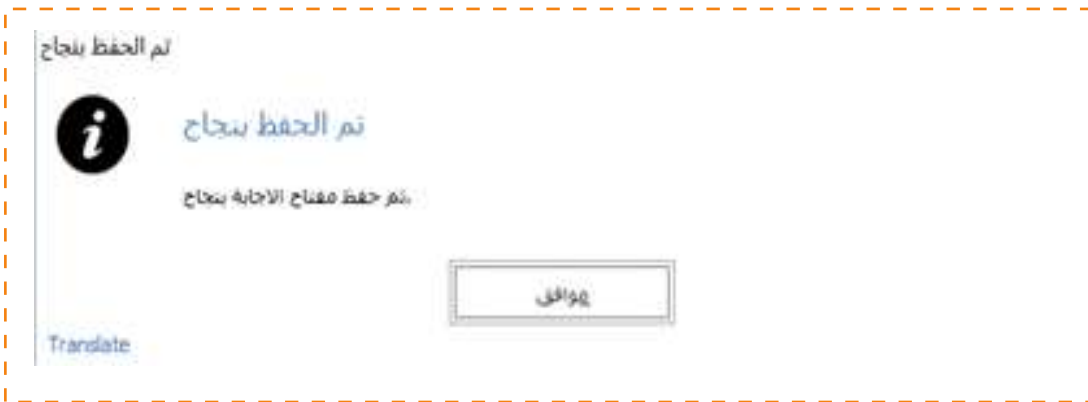 تم الحفظ بنجاح
تم الحفظ بنجاح
تم حفظ مفتاح الاجابة بنجاح.
موافق
Translate